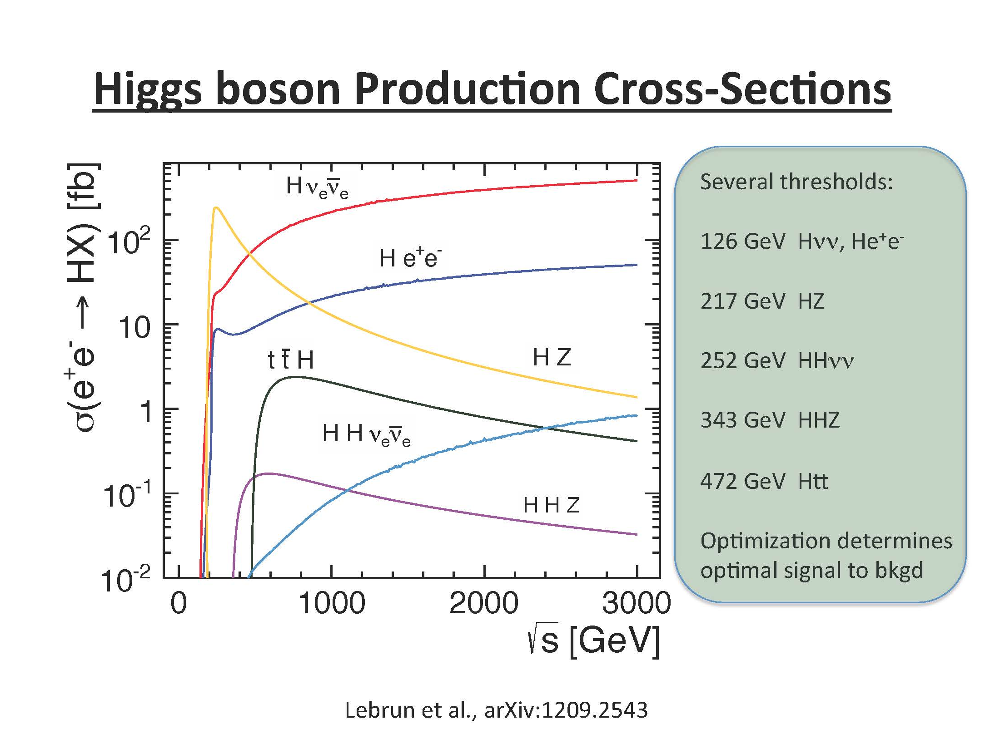 Higgs boson Production Cross-Sections
σ(e⁺e⁻ → HX) [fb]
10²
10
1
10⁻¹
10⁻²
H νₑν̅ₑ
H e⁺e⁻
t t̅ H
H Z
H H νₑν̅ₑ
H H Z
0 1000 2000 3000
√s [GeV]
Several thresholds:
126 GeV Hνν, He⁺e⁻
217 GeV HZ
252 GeV HHνν
343 GeV HHZ
472 GeV Htt
Optimization determines
optimal signal to bkgd
Lebrun et al., arXiv:1209.2543